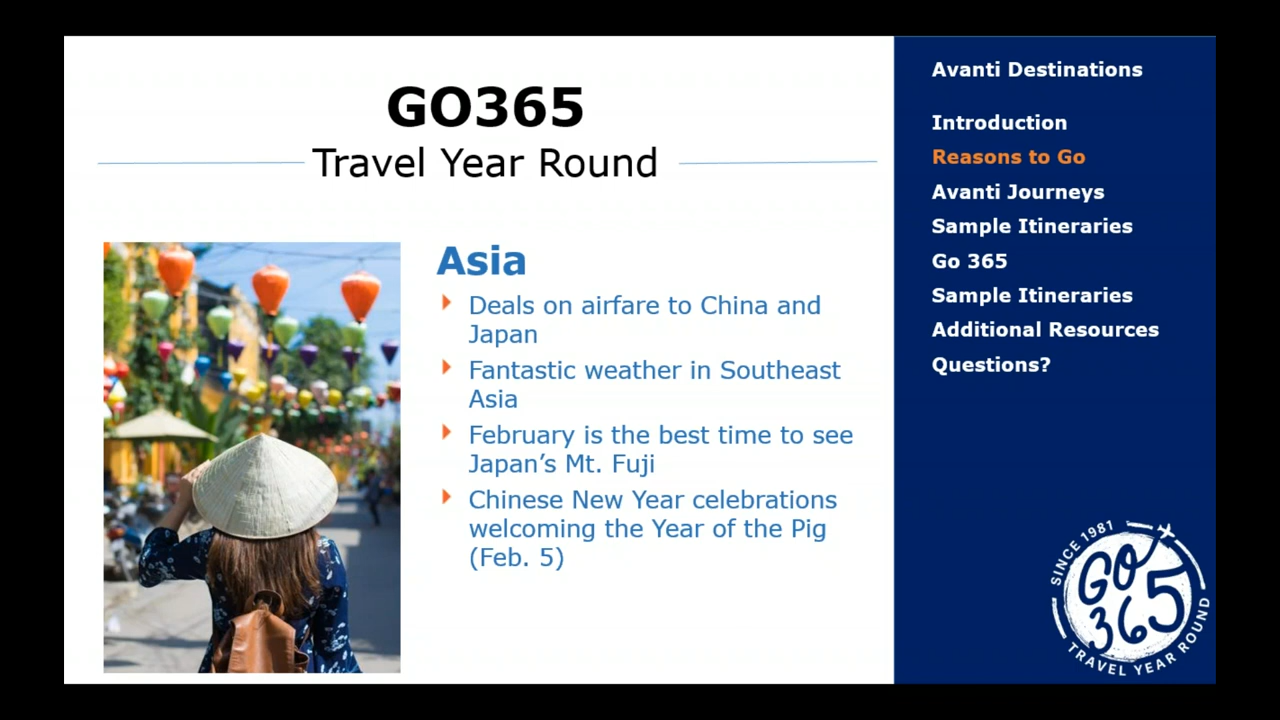 GO365
Travel Year Round
Asia
Deals on airfare to China and
Japan
Fantastic weather in Southeast
Asia
February is the best time to see
Japan’s Mt. Fuji
Chinese New Year celebrations
welcoming the Year of the Pig
(Feb. 5)
Avanti Destinations
Introduction
Reasons to Go
Avanti Journeys
Sample Itineraries
Go 365
Sample Itineraries
Additional Resources
Questions?
SINCE 1981
GO
365
TRAVEL YEAR ROUND